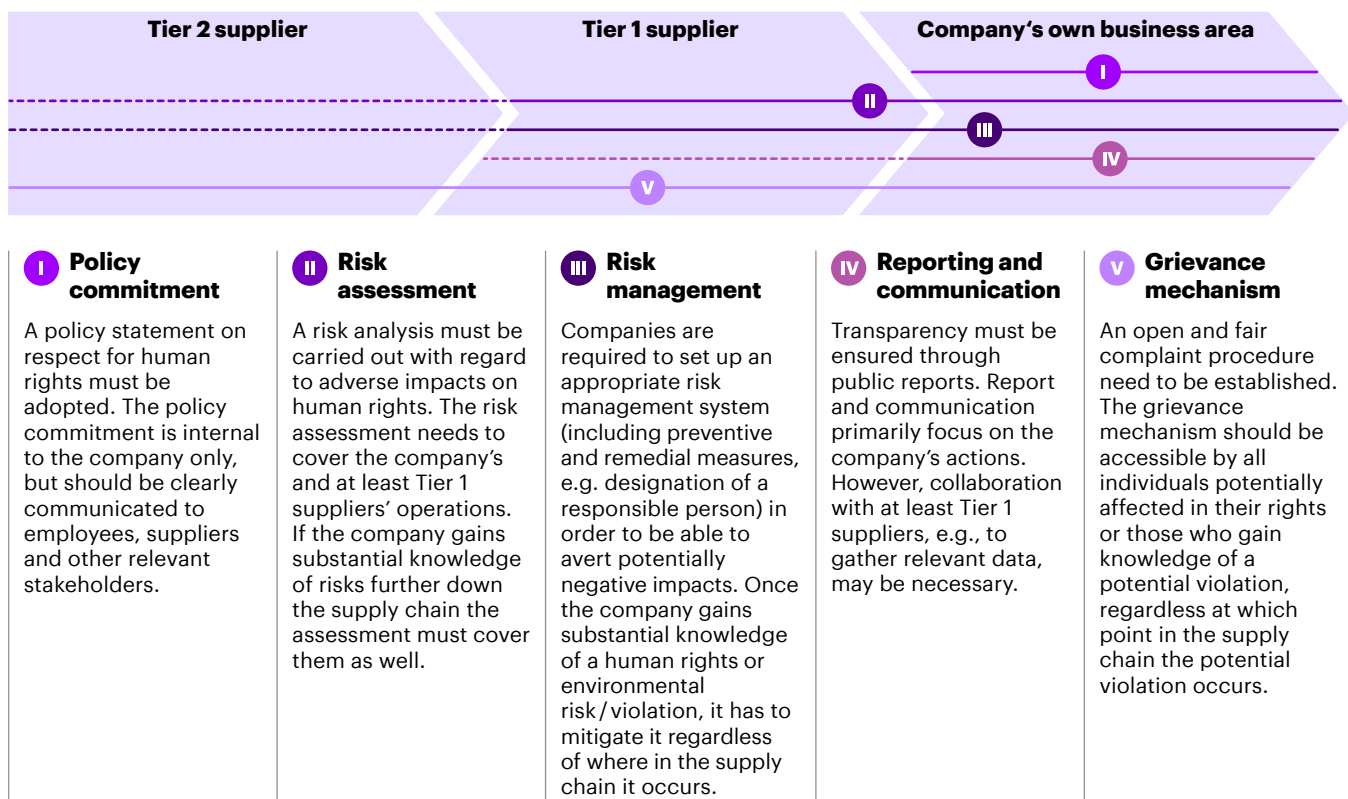 Tier 2 supplier
Tier 1 supplier
Company‘s own business area
I
II
III
IV
V
I
Policy
commitment
A policy statement on
respect for human
rights must be
adopted. The policy
commitment is internal
to the company only,
but should be clearly
communicated to
employees, suppliers
and other relevant
stakeholders.
II
Risk
assessment
A risk analysis must be
carried out with regard
to adverse impacts on
human rights. The risk
assessment needs to
cover the company’s
and at least Tier 1
suppliers’ operations.
If the company gains
substantial knowledge
of risks further down
the supply chain the
assessment must cover
them as well.
III
Risk
management
Companies are
required to set up an
appropriate risk
management system
(including preventive
and remedial measures,
e.g. designation of a
responsible person) in
order to be able to
avert potentially
negative impacts. Once
the company gains
substantial knowledge
of a human rights or
environmental
risk / violation, it has to
mitigate it regardless
of where in the supply
chain it occurs.
IV
Reporting and
communication
Transparency must be
ensured through
public reports. Report
and communication
primarily focus on the
company’s actions.
However, collaboration
with at least Tier 1
suppliers, e.g., to
gather relevant data,
may be necessary.
V
Grievance
mechanism
An open and fair
complaint procedure
need to be established.
The grievance
mechanism should be
accessible by all
individuals potentially
affected in their rights
or those who gain
knowledge of a
potential violation,
regardless at which
point in the supply
chain the potential
violation occurs.